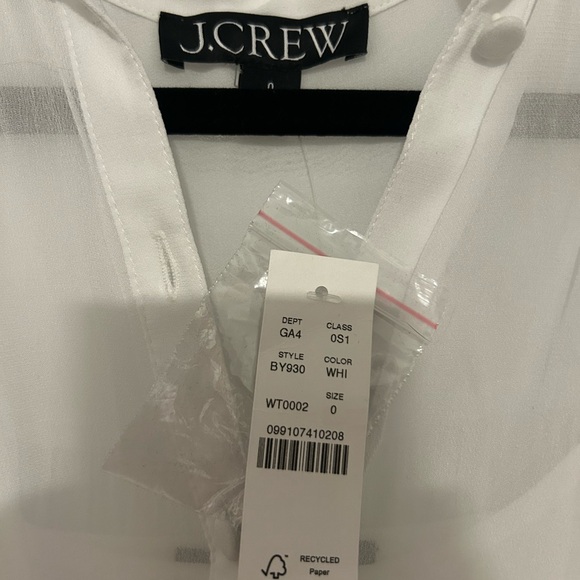 J.CREW
0
DEPT CLASS
GA4 0S1
STYLE COLOR
BY930 WHI
SIZE
WT0002 0
099107410208
RECYCLED
Paper